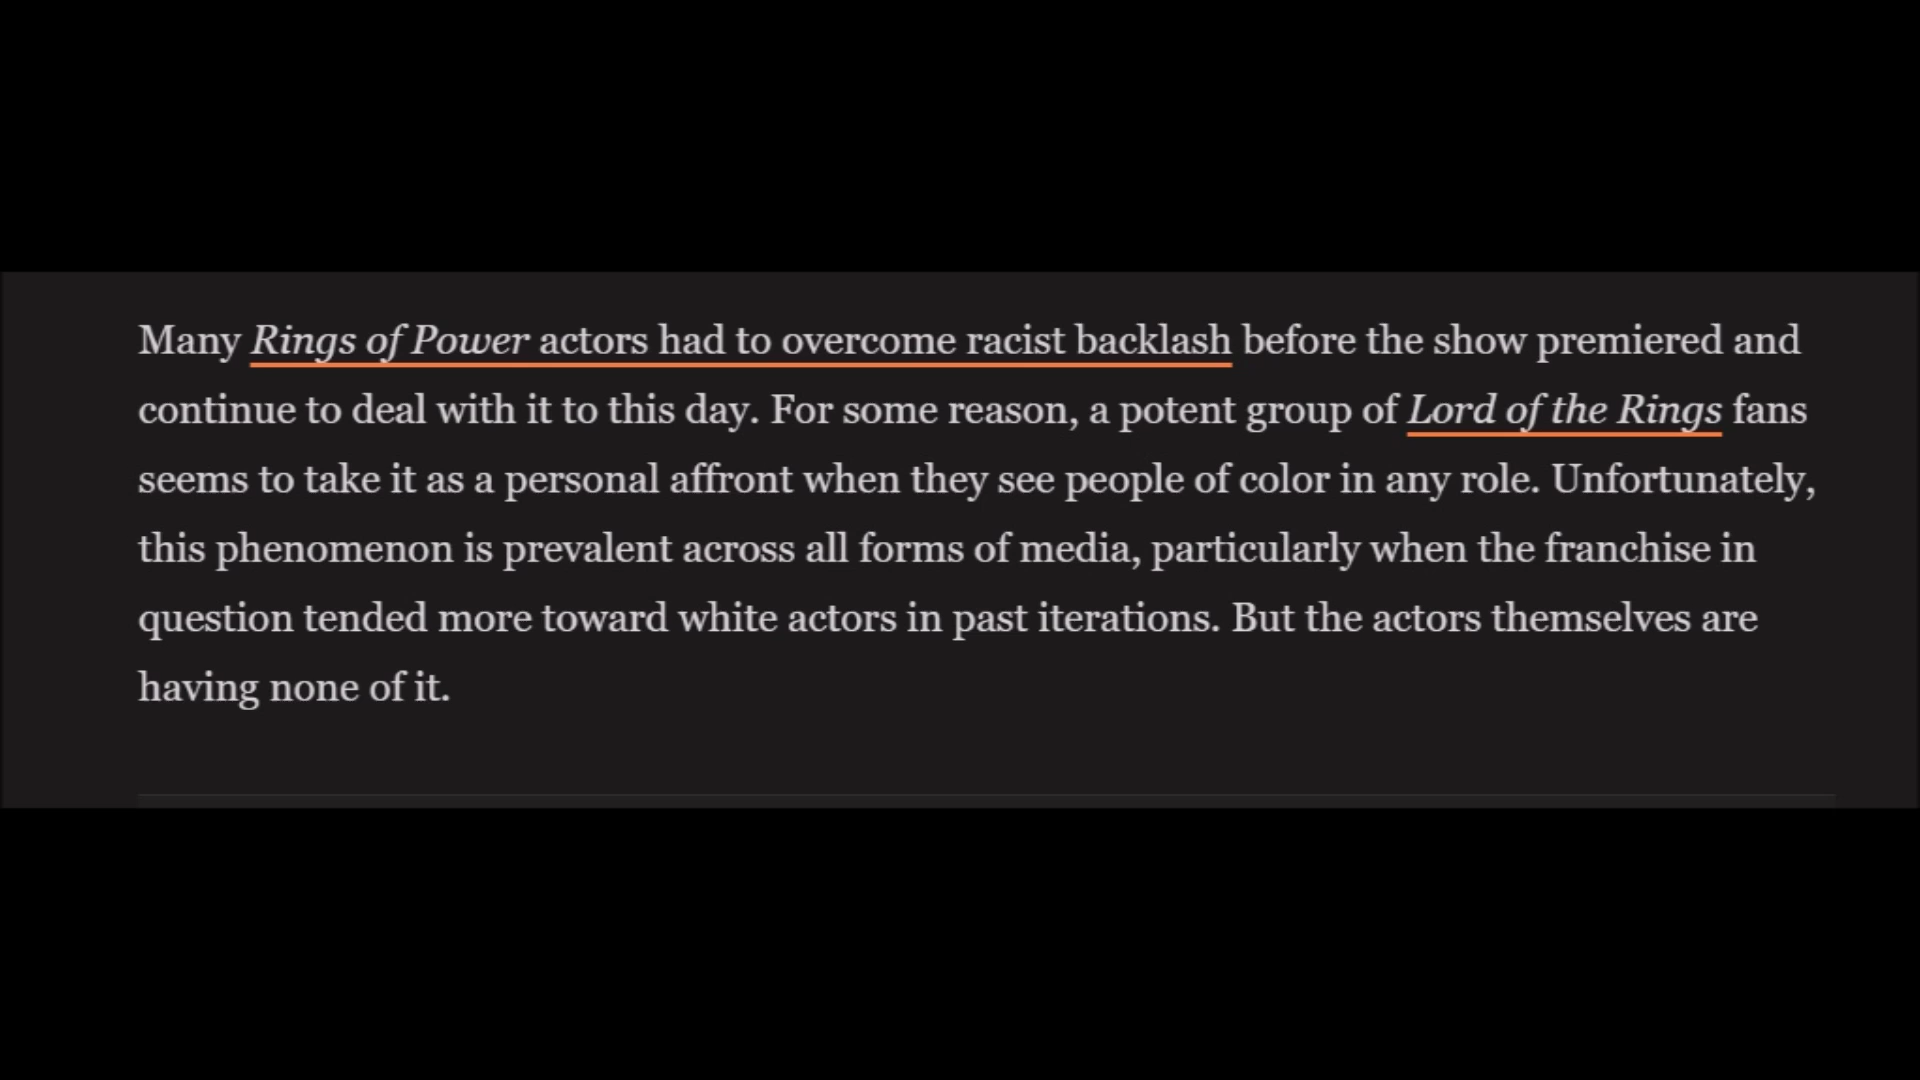 Many Rings of Power actors had to overcome racist backlash before the show premiered and
continue to deal with it to this day. For some reason, a potent group of Lord of the Rings fans
seems to take it as a personal affront when they see people of color in any role. Unfortunately,
this phenomenon is prevalent across all forms of media, particularly when the franchise in
question tended more toward white actors in past iterations. But the actors themselves are
having none of it.